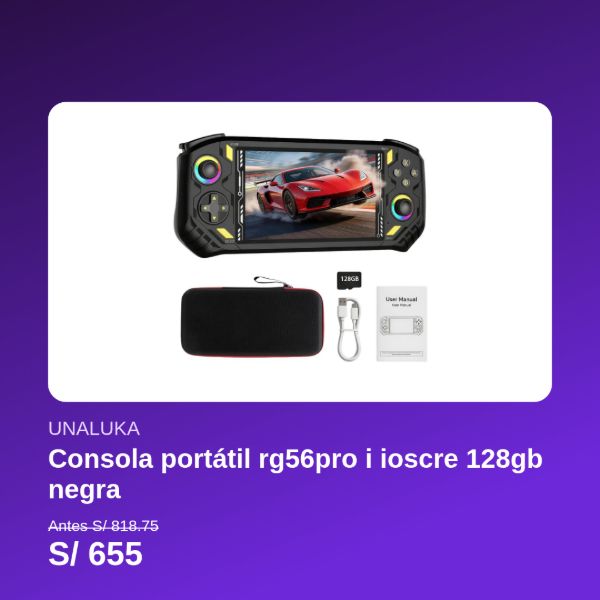 128GB
User Manual
UNALUKA
Consola portátil rg56pro i ioscre 128gb
negra
Antes S/ 818.75
S/ 655